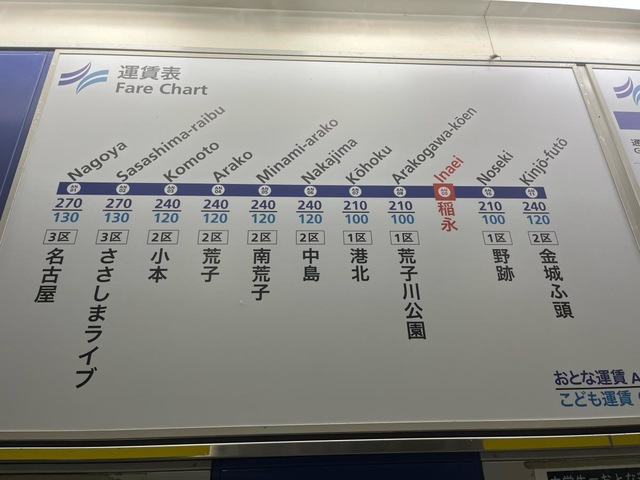 運賃表
Fare Chart
Nagoya Sasashima-raibu Komoto Arako Minami-arako Nakajima Kōhoku Arakogawa-kōen Inaei Noseki Kinjō-futō
270 270 240 240 240 240 210 210 210 240
130 130 120 120 120 120 100 100 100 120
3区 3区 2区 2区 2区 2区 1区 1区 1区 2区
名古屋
ささしまライブ
小本
荒子
南荒子
中島
港北
荒子川公園
稲永
野跡
金城ふ頭
おとな運賃 A
こども運賃